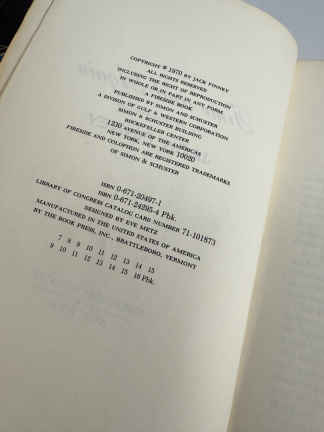 COPYRIGHT © 1970 BY JACK FINNEY
ALL RIGHTS RESERVED
INCLUDING THE RIGHT OF REPRODUCTION
IN WHOLE OR IN PART IN ANY FORM
A FIRESIDE BOOK
PUBLISHED BY SIMON AND SCHUSTER
A DIVISION OF GULF & WESTERN CORPORATION
SIMON & SCHUSTER BUILDING
ROCKEFELLER CENTER
1230 AVENUE OF THE AMERICAS
NEW YORK, NEW YORK 10020
FIRESIDE AND COLOPHON ARE REGISTERED TRADEMARKS
OF SIMON & SCHUSTER
ISBN 0-671-20497-1
ISBN 0-671-24295-4 Pbk.
LIBRARY OF CONGRESS CATALOG CARD NUMBER 71-101873
DESIGNED BY EVE METZ
MANUFACTURED IN THE UNITED STATES OF AMERICA
BY THE BOOK PRESS, INC., BRATTLEBORO, VERMONT
7 8 9 10 11 12 13 14 15
9 10 11 12 13 14 15 16 Pbk.